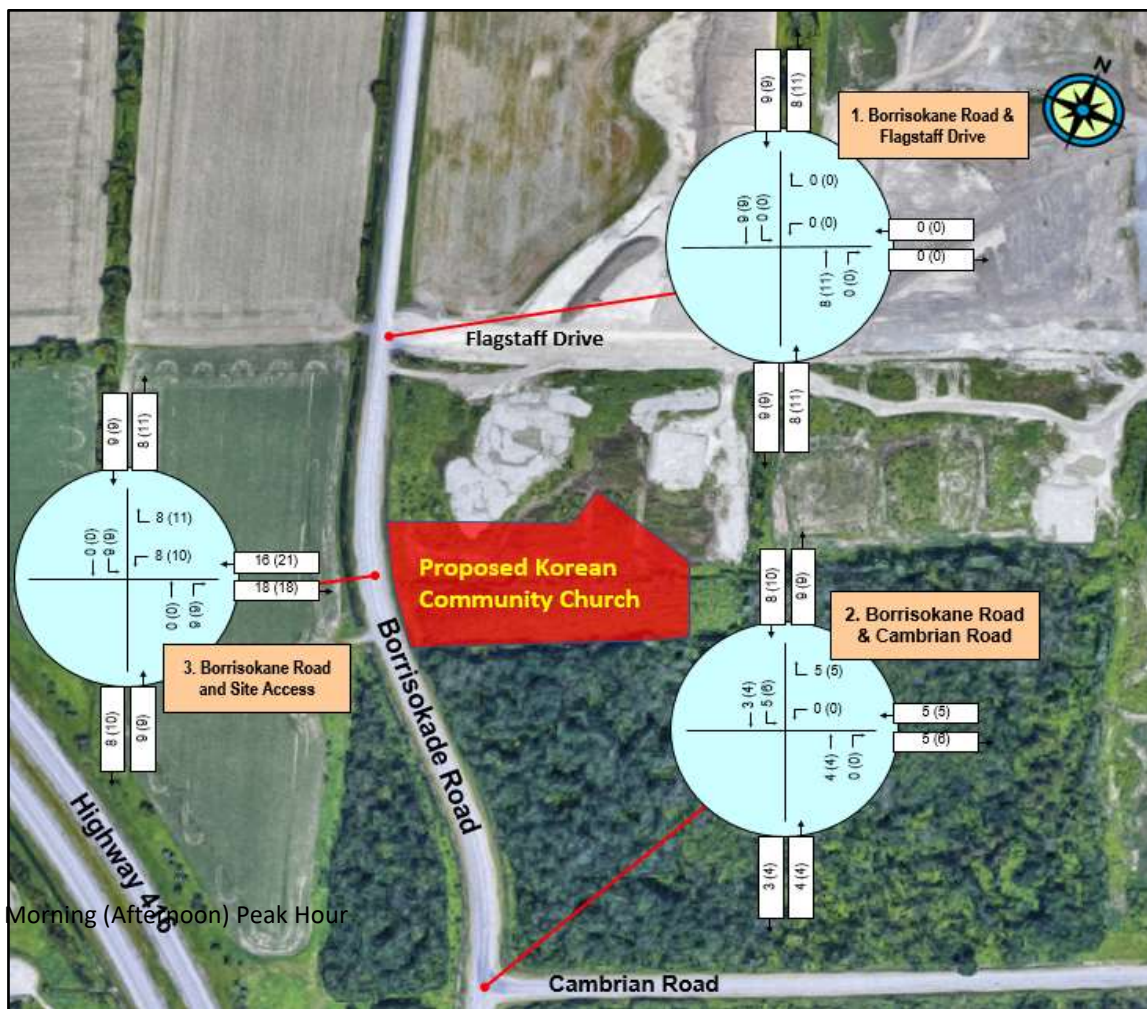 N
9 (9)
8 (11)
1. Borrisokane Road &
Flagstaff Drive
0 (0)
9 (9)
0 (0)
0 (0)
0 (0)
0 (0)
8 (11)
0 (0)
9 (9)
8 (11)
Flagstaff Drive
9 (9)
8 (11)
8 (11)
0 (0)
9 (9)
8 (10)
16 (21)
18 (18)
0 (0)
9 (9)
3. Borrisokane Road
and Site Access
8 (10)
9 (9)
Proposed Korean
Community Church
8 (10)
9 (9)
2. Borrisokane Road
& Cambrian Road
5 (5)
3 (4)
5 (6)
0 (0)
5 (5)
5 (6)
4 (4)
0 (0)
3 (4)
4 (4)
Borrisokade Road
Highway 416
Morning (Afternoon) Peak Hour
Cambrian Road